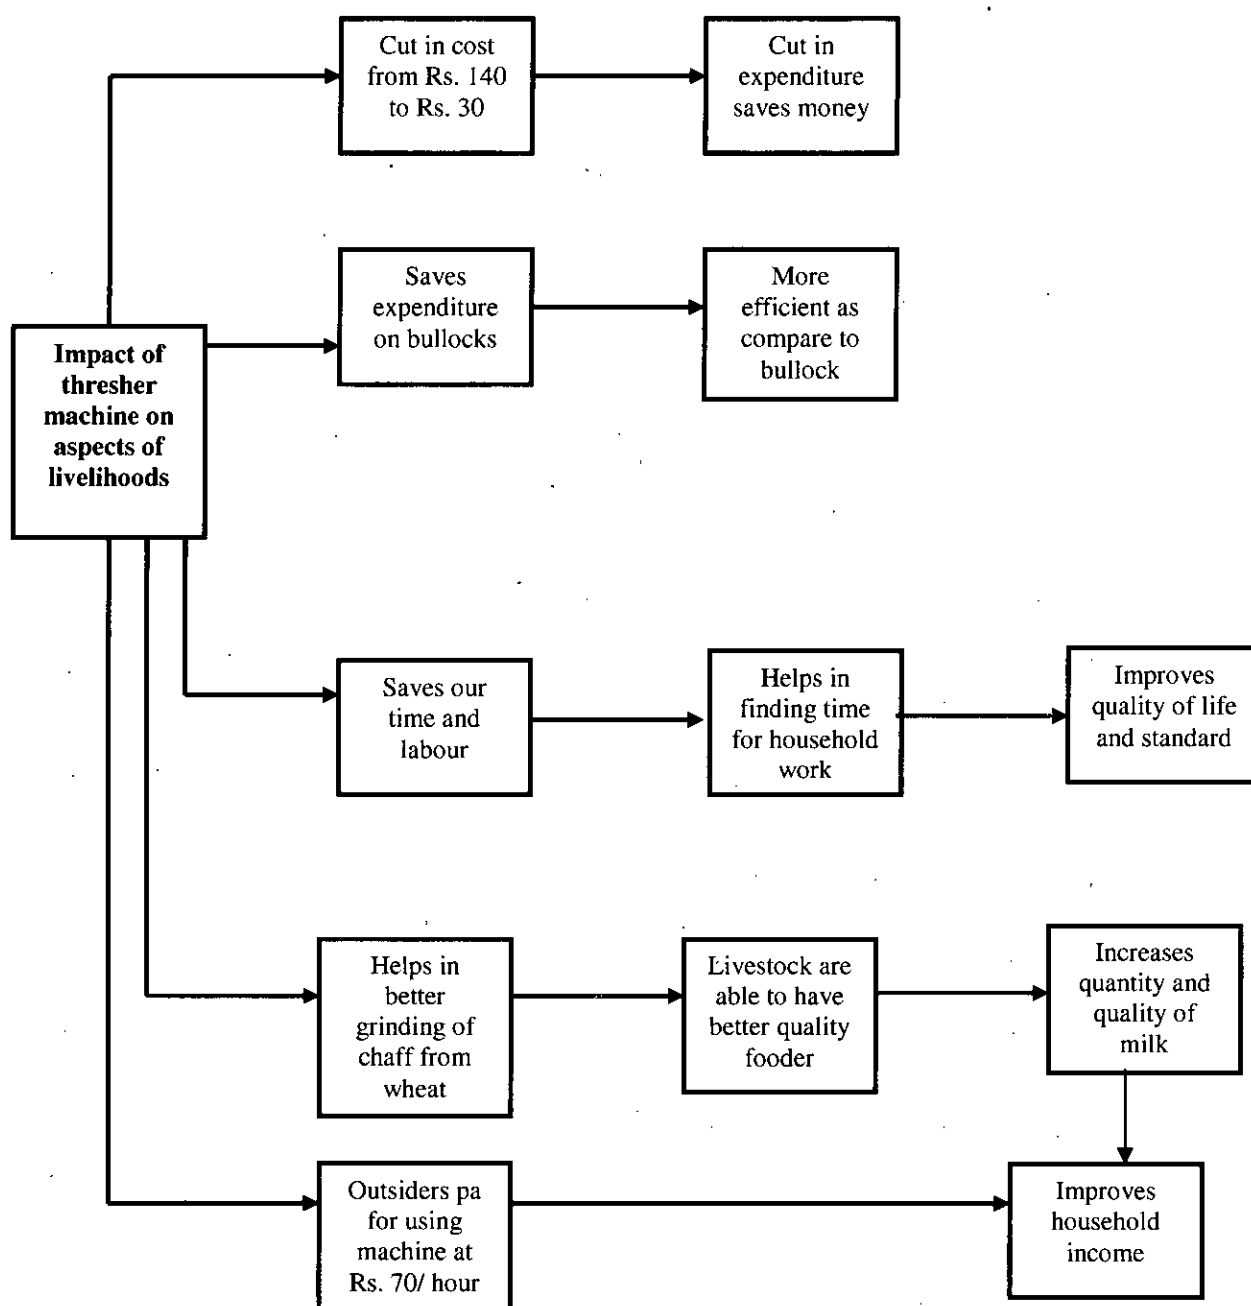 Cut in cost
from Rs. 140
to Rs. 30
Cut in
expenditure
saves money
Saves
expenditure
on bullocks
More
efficient as
compare to
bullock
Impact of
thresher
machine on
aspects of
livelihoods
Saves our
time and
labour
Helps in
finding time
for household
work
Improves
quality of life
and standard
Helps in
better
grinding of
chaff from
wheat
Livestock are
able to have
better quality
fooder
Increases
quantity and
quality of
milk
Outsiders pa
for using
machine at
Rs. 70/ hour
Improves
household
income